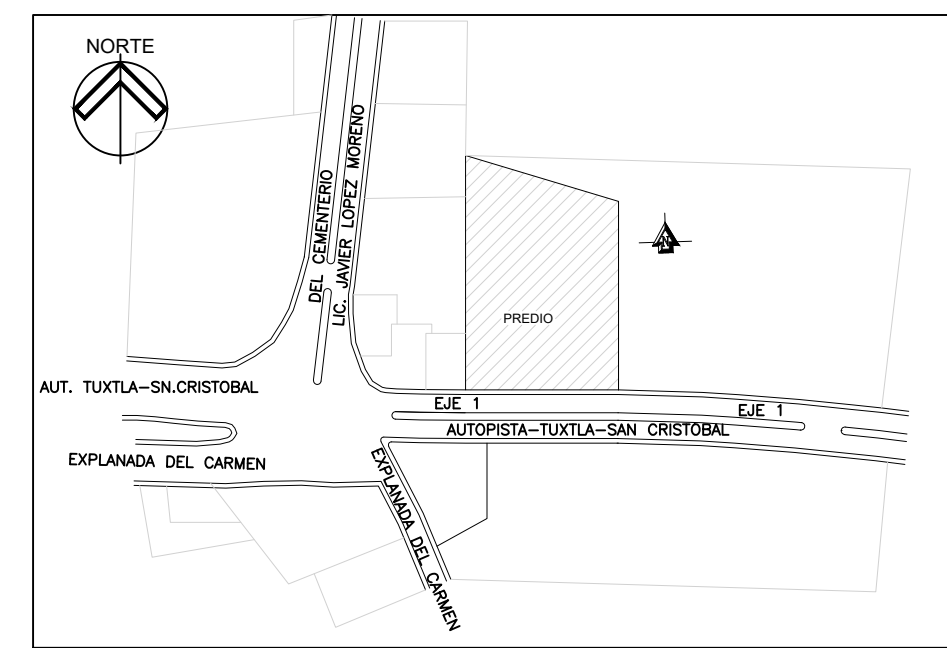 NORTE
DEL CEMENTERIO
LIC. JAVIER LOPEZ MORENO
N
PREDIO
AUT. TUXTLA-SN.CRISTOBAL
EJE 1
EJE 1
AUTOPISTA-TUXTLA-SAN CRISTOBAL
EXPLANADA DEL CARMEN
EXPLANADA DEL CARMEN